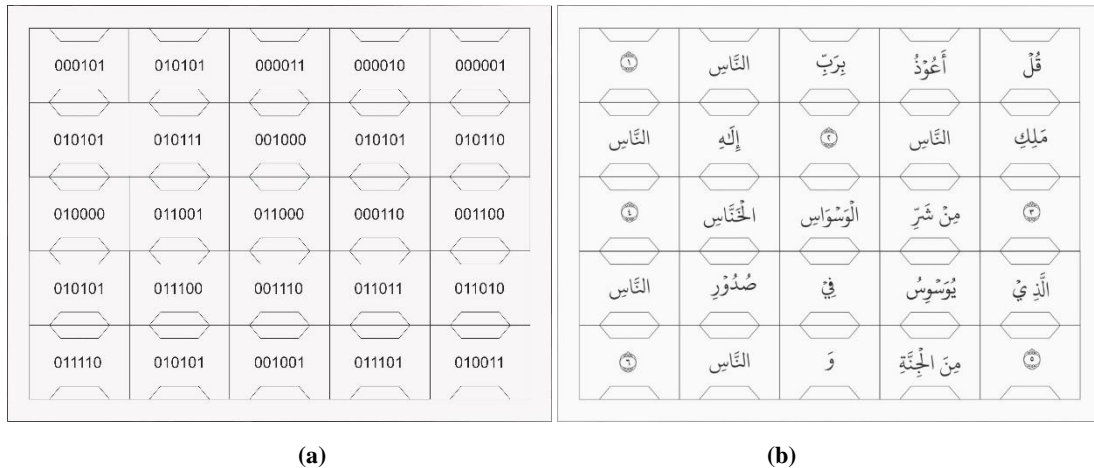 000101 010101 000011 000010 000001
010101 010111 001000 010101 010110
010000 011001 011000 000110 001100
010101 011100 001110 011011 011010
011110 010101 001001 011101 010011
(a)
قُلْ أَعُوْذُ بِرَبِّ النَّاسِ ۝١
مَلِكِ النَّاسِ ۝٢ إِلَٰهِ النَّاسِ
۝٣ مِنْ شَرِّ الْوَسْوَاسِ الْخَنَّاسِ ۝٤
الَّذِيْ يُوَسْوِسُ فِيْ صُدُوْرِ النَّاسِ
۝٥ مِنَ الْجِنَّةِ وَ النَّاسِ ۝٦
(b)